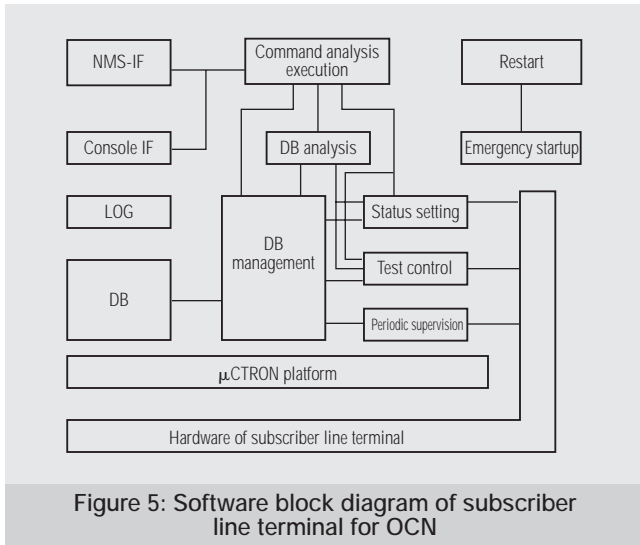 NMS-IF
Command analysis
execution
Restart
Console IF
DB analysis
Emergency startup
LOG
Status setting
DB
management
Test control
DB
Periodic supervision
μCTRON platform
Hardware of subscriber line terminal
Figure 5: Software block diagram of subscriber
line terminal for OCN